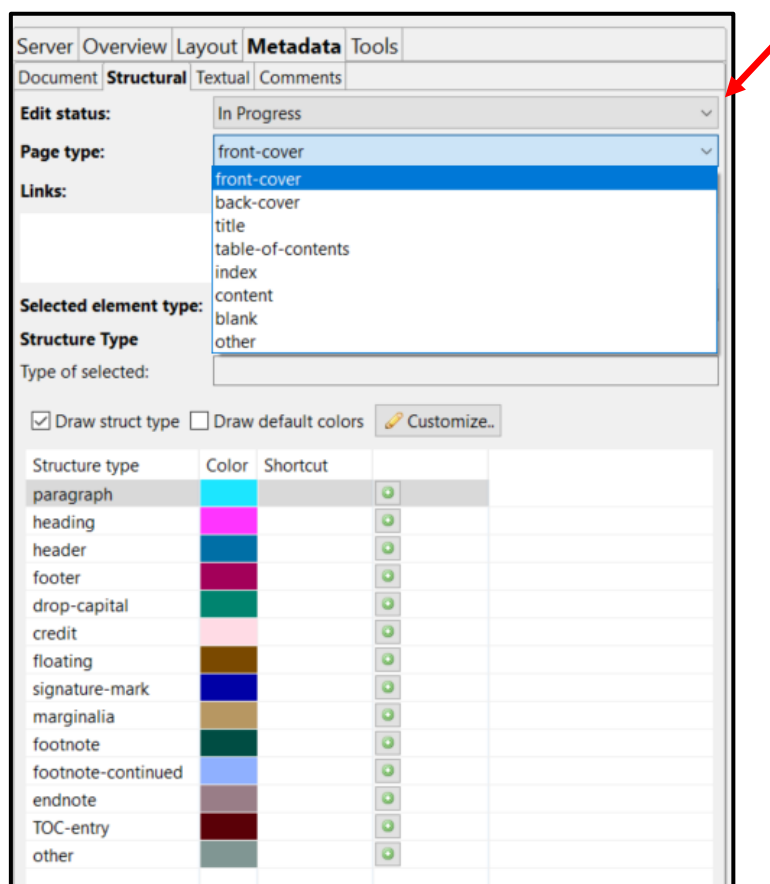 Server Overview Layout Metadata Tools
Document Structural Textual Comments
Edit status: In Progress
Page type: front-cover
front-cover
Links:
back-cover
title
table-of-contents
index
content
Selected element type:
blank
Structure Type
other
Type of selected:
Draw struct type Draw default colors Customize..
Structure type Color Shortcut
paragraph
heading
header
footer
drop-capital
credit
floating
signature-mark
marginalia
footnote
footnote-continued
endnote
TOC-entry
other